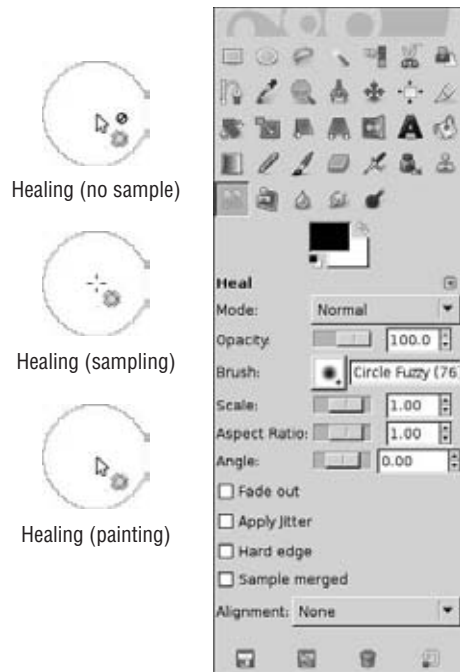 Healing (no sample)
Healing (sampling)
Healing (painting)
Heal
Mode: Normal
Opacity: 100.0
Brush: Circle Fuzzy (76
Scale: 1.00
Aspect Ratio: 1.00
Angle: 0.00
Fade out
Apply Jitter
Hard edge
Sample merged
Alignment: None